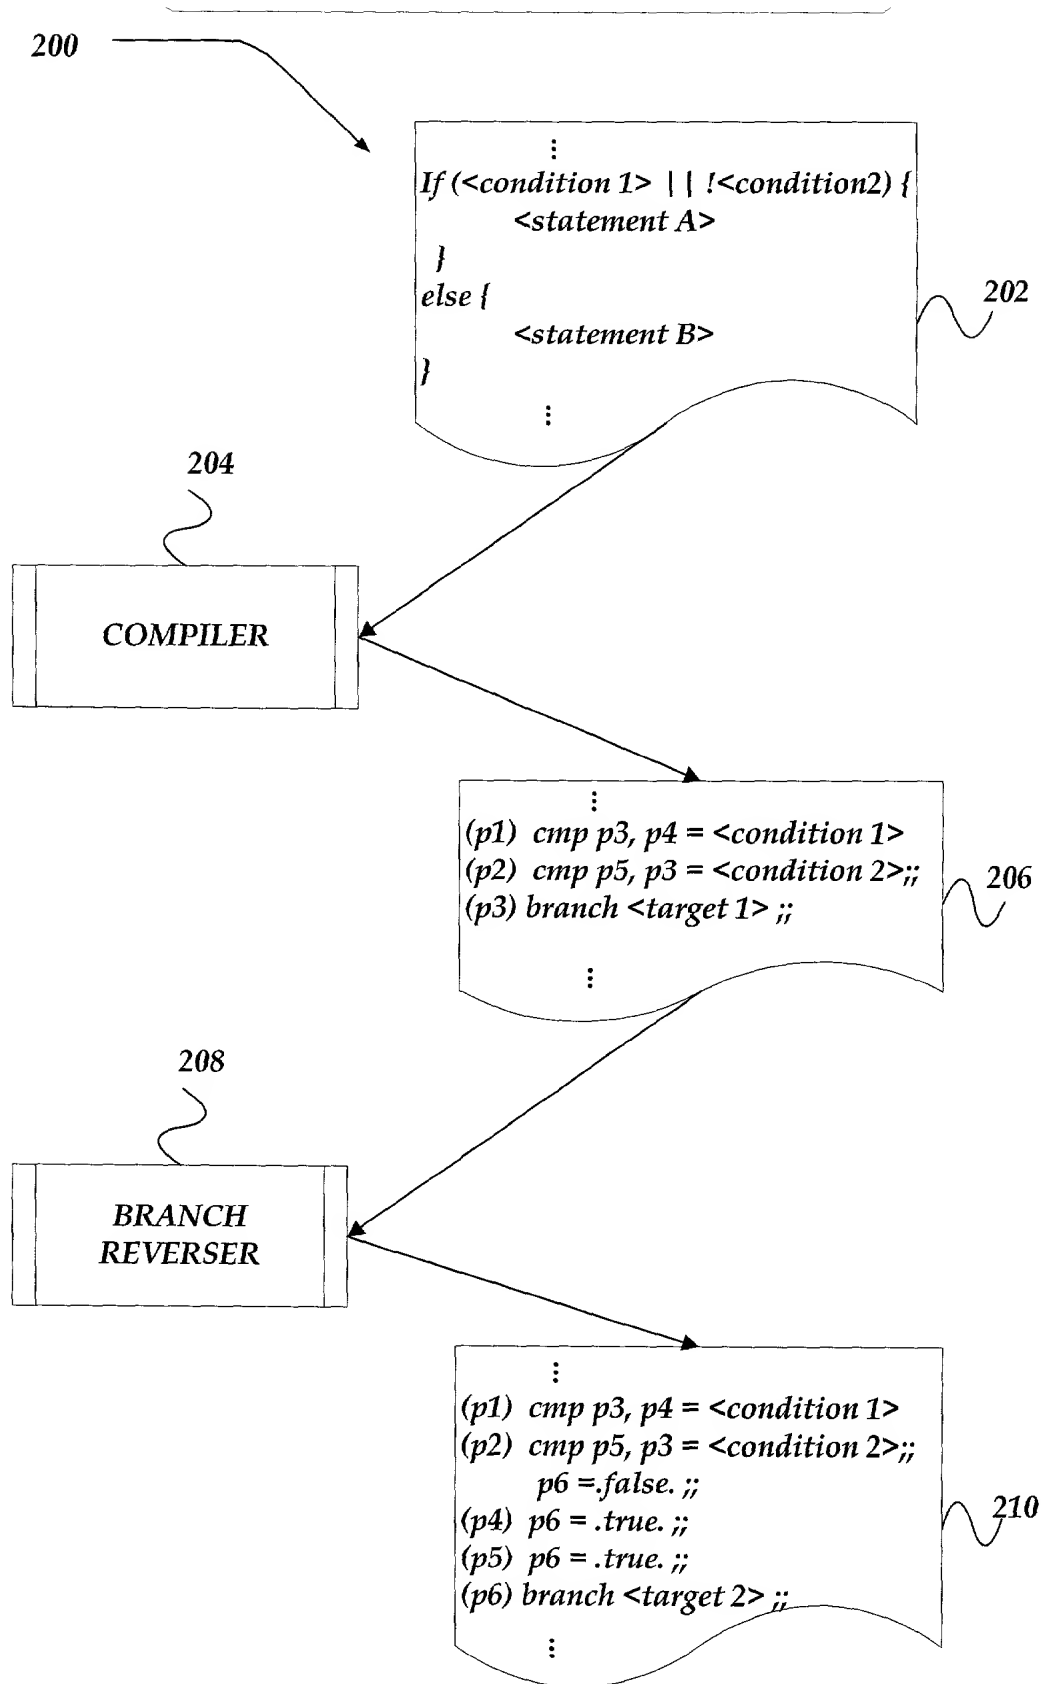 200
⋮
If (<condition 1> || !<condition2) {
<statement A>
}
else {
<statement B>
}
⋮
202
204
COMPILER
⋮
(p1) cmp p3, p4 = <condition 1>
(p2) cmp p5, p3 = <condition 2>;;
(p3) branch <target 1> ;;
⋮
206
208
BRANCH
REVERSER
⋮
(p1) cmp p3, p4 = <condition 1>
(p2) cmp p5, p3 = <condition 2>;;
p6 =.false. ;;
(p4) p6 = .true. ;;
(p5) p6 = .true. ;;
(p6) branch <target 2> ;;
⋮
210